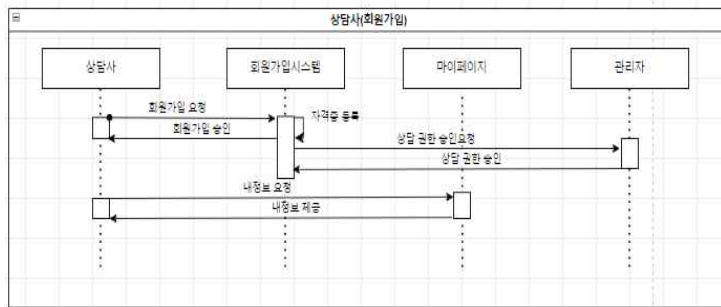 상담사(회원가입)
상담사
회원가입시스템
마이페이지
관리자
회원가입 요청
자격증 등록
회원가입 승인
상담 권한 승인요청
상담 권한 승인
내정보 요청
내정보 제공